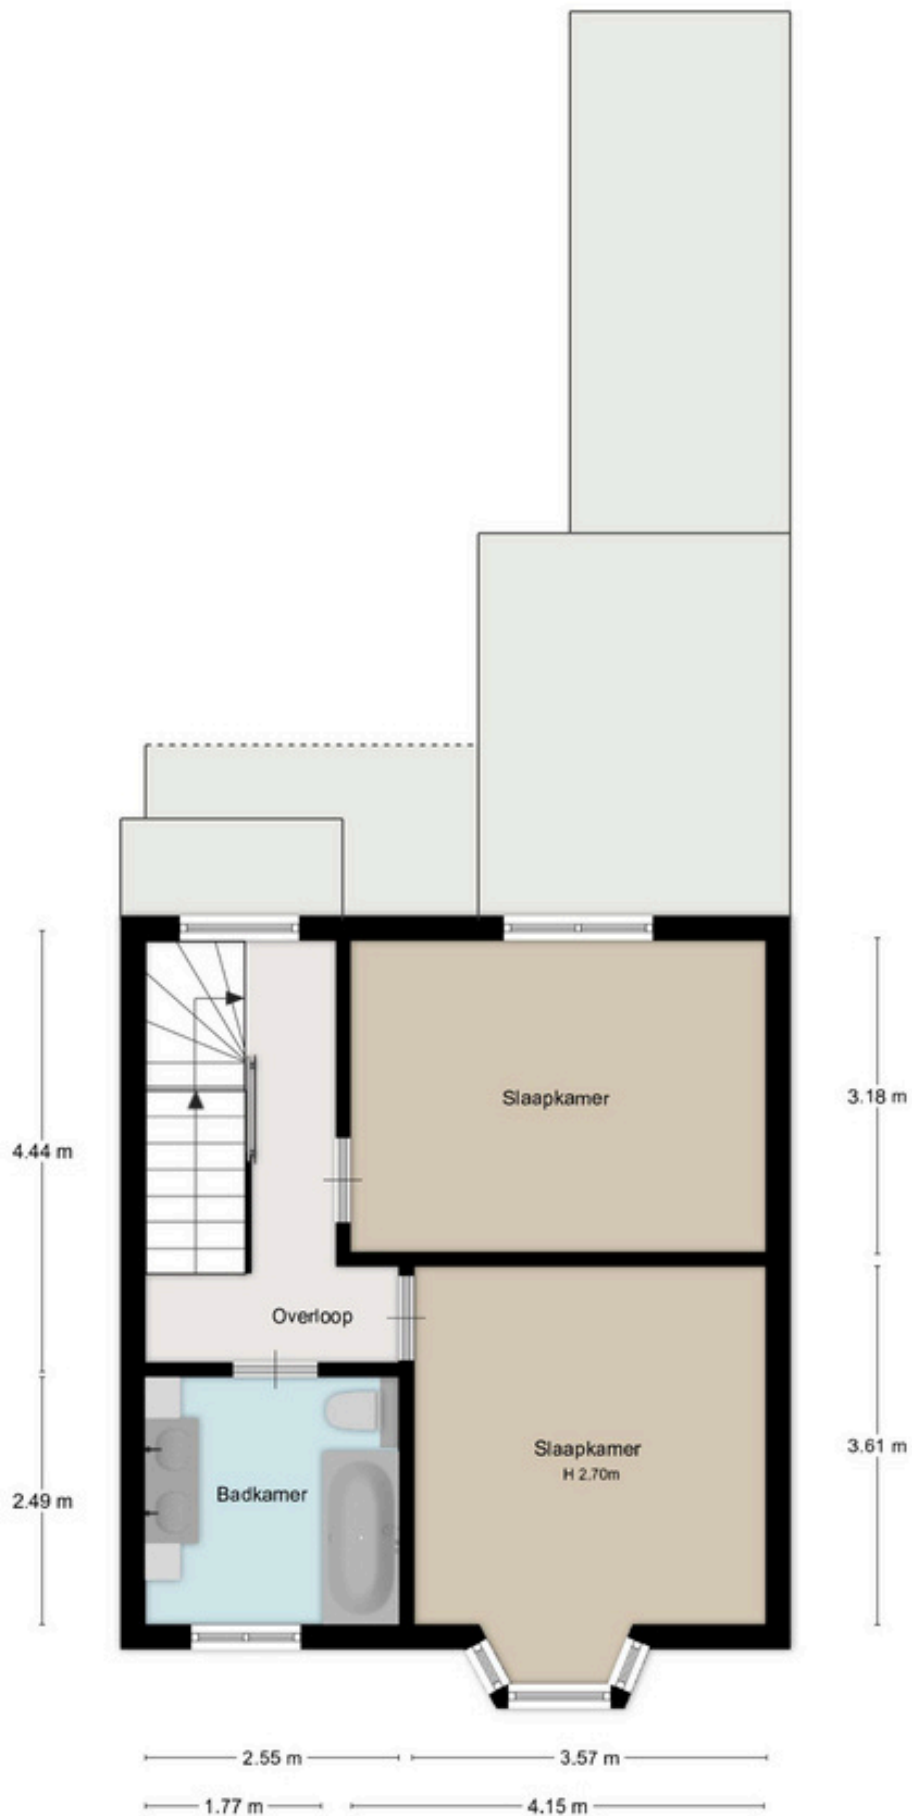 Slaapkamer
3.18 m
4.44 m
Overloop
Slaapkamer
H 2.70m
3.61 m
Badkamer
2.49 m
2.55 m
3.57 m
1.77 m
4.15 m